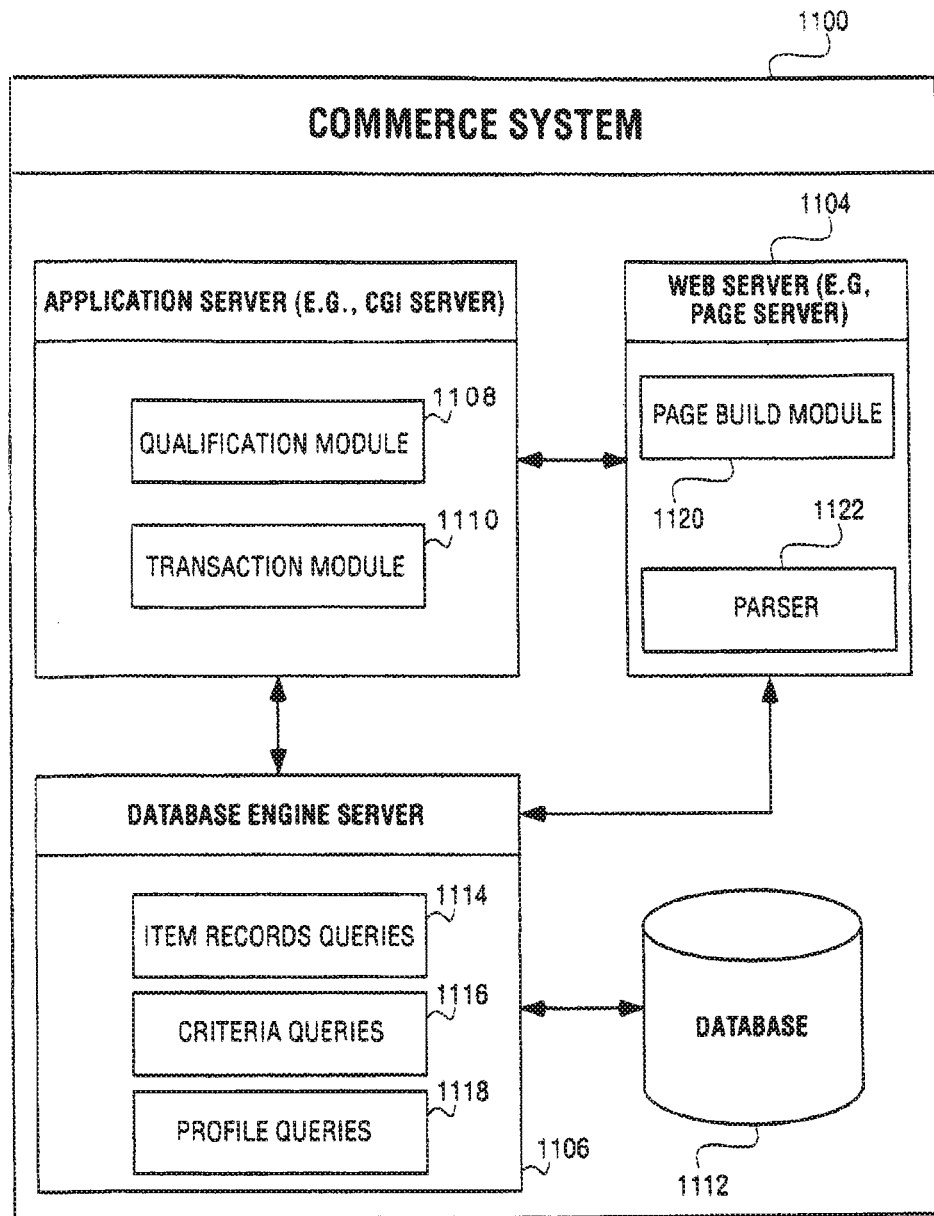 1100
COMMERCE SYSTEM
1104
APPLICATION SERVER (E.G., CGI SERVER)
WEB SERVER (E.G,
PAGE SERVER)
1108
QUALIFICATION MODULE
PAGE BUILD MODULE
1120
1110
TRANSACTION MODULE
1122
PARSER
DATABASE ENGINE SERVER
1114
ITEM RECORDS QUERIES
1116
CRITERIA QUERIES
1118
PROFILE QUERIES
1106
DATABASE
1112